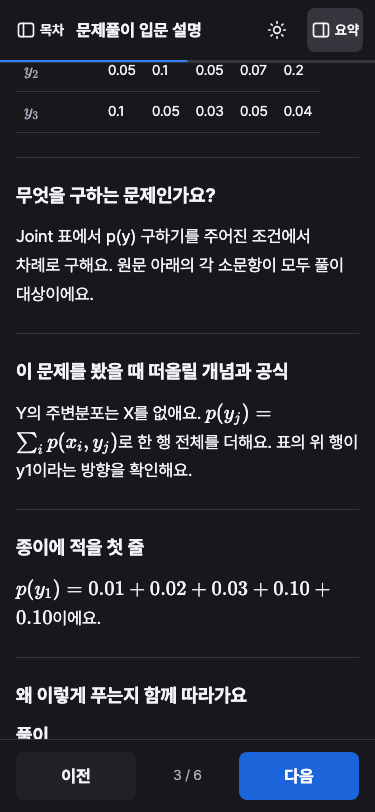 목차 문제풀이 입문 설명 요약
y₂ 0.05 0.1 0.05 0.07 0.2
y₃ 0.1 0.05 0.03 0.05 0.04
무엇을 구하는 문제인가요?
Joint 표에서 p(y) 구하기를 주어진 조건에서
차례로 구해요. 원문 아래의 각 소문항이 모두 풀이
대상이에요.
이 문제를 봤을 때 떠올릴 개념과 공식
Y의 주변분포는 X를 없애요. p(yⱼ) =
∑ᵢ p(xᵢ, yⱼ)로 한 행 전체를 더해요. 표의 위 행이
y1이라는 방향을 확인해요.
종이에 적을 첫 줄
p(y₁) = 0.01 + 0.02 + 0.03 + 0.10 +
0.10이에요.
왜 이렇게 푸는지 함께 따라가요
풀이
이전 3 / 6 다음